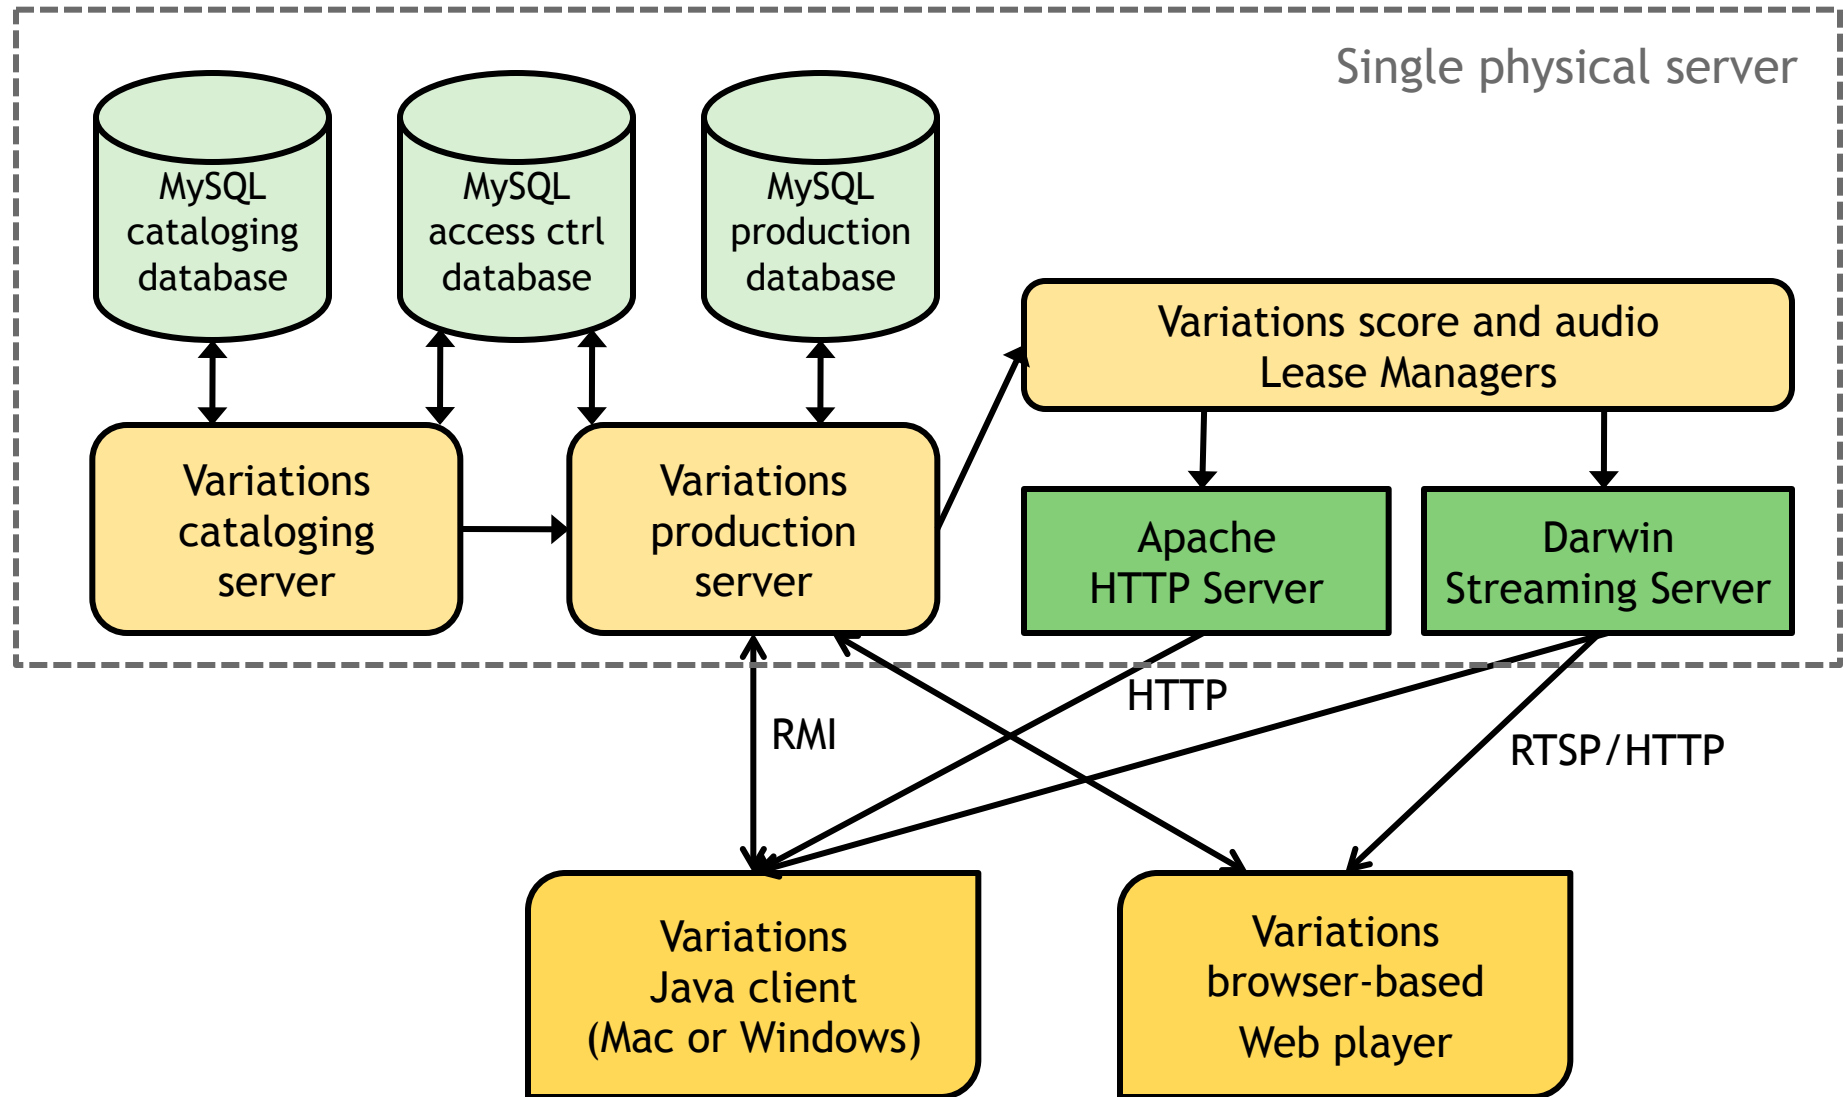 Single physical server
MySQL
cataloging
database
MySQL
access ctrl
database
MySQL
production
database
Variations score and audio
Lease Managers
Variations
cataloging
server
Variations
production
server
Apache
HTTP Server
Darwin
Streaming Server
HTTP
RMI
RTSP/HTTP
Variations
Java client
(Mac or Windows)
Variations
browser-based
Web player